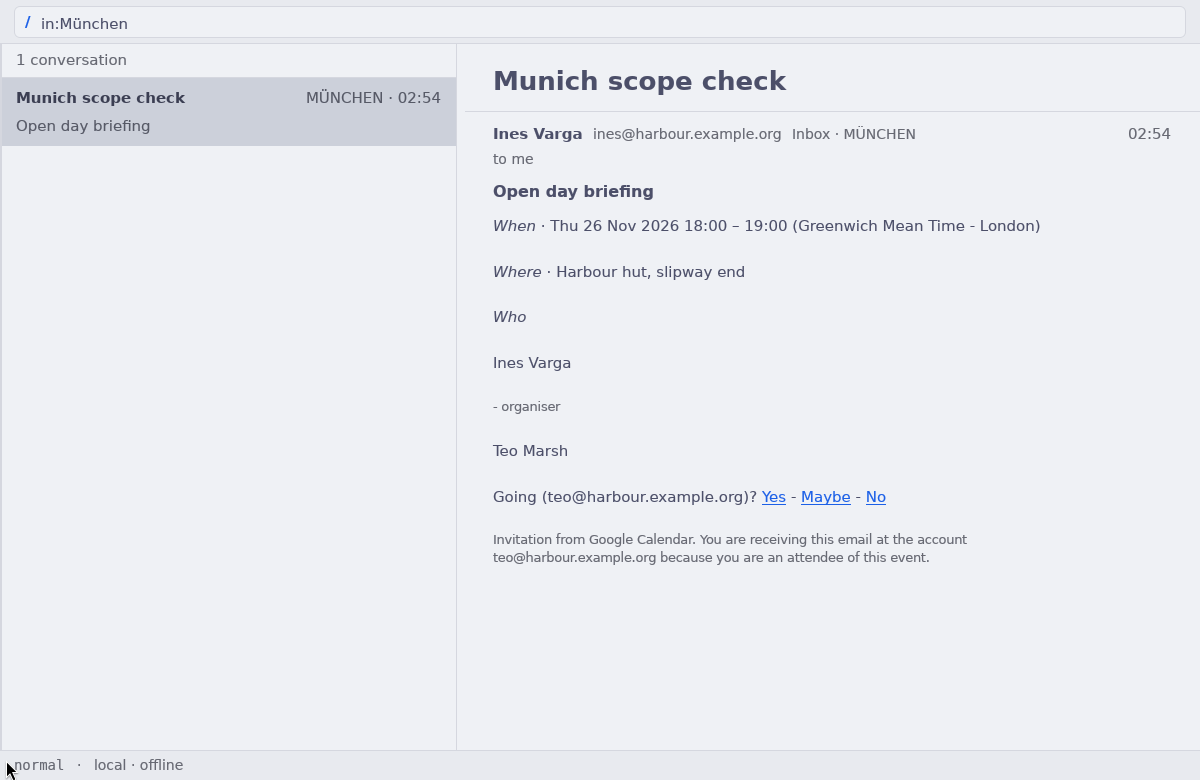 / in:München
1 conversation
Munich scope check MÜNCHEN · 02:54
Open day briefing
Munich scope check
Ines Varga ines@harbour.example.org Inbox · MÜNCHEN 02:54
to me
Open day briefing
When · Thu 26 Nov 2026 18:00 – 19:00 (Greenwich Mean Time - London)
Where · Harbour hut, slipway end
Who
Ines Varga
- organiser
Teo Marsh
Going (teo@harbour.example.org)? Yes - Maybe - No
Invitation from Google Calendar. You are receiving this email at the account
teo@harbour.example.org because you are an attendee of this event.
normal · local · offline